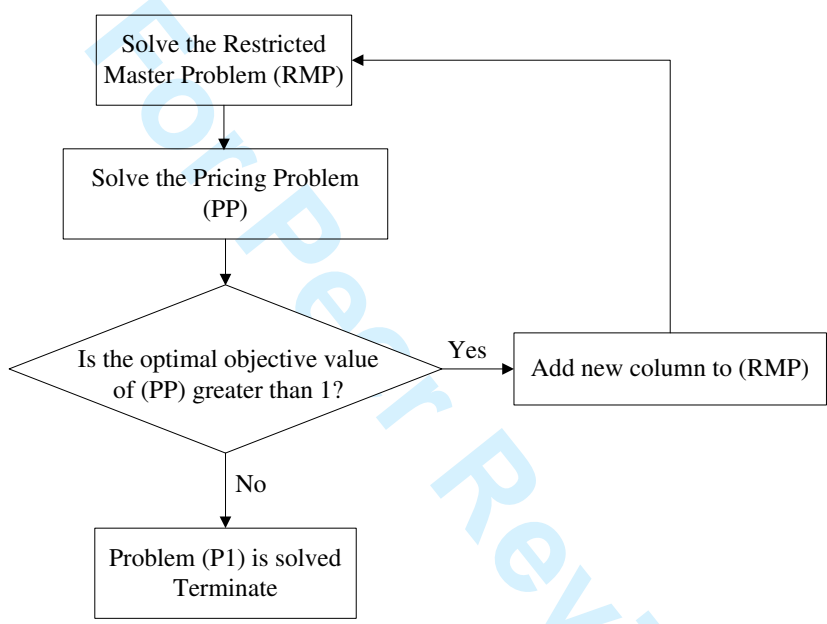 Solve the Restricted
Master Problem (RMP)
Solve the Pricing Problem
(PP)
Is the optimal objective value
of (PP) greater than 1?
Yes
Add new column to (RMP)
No
Problem (P1) is solved
Terminate
For Peer Revi